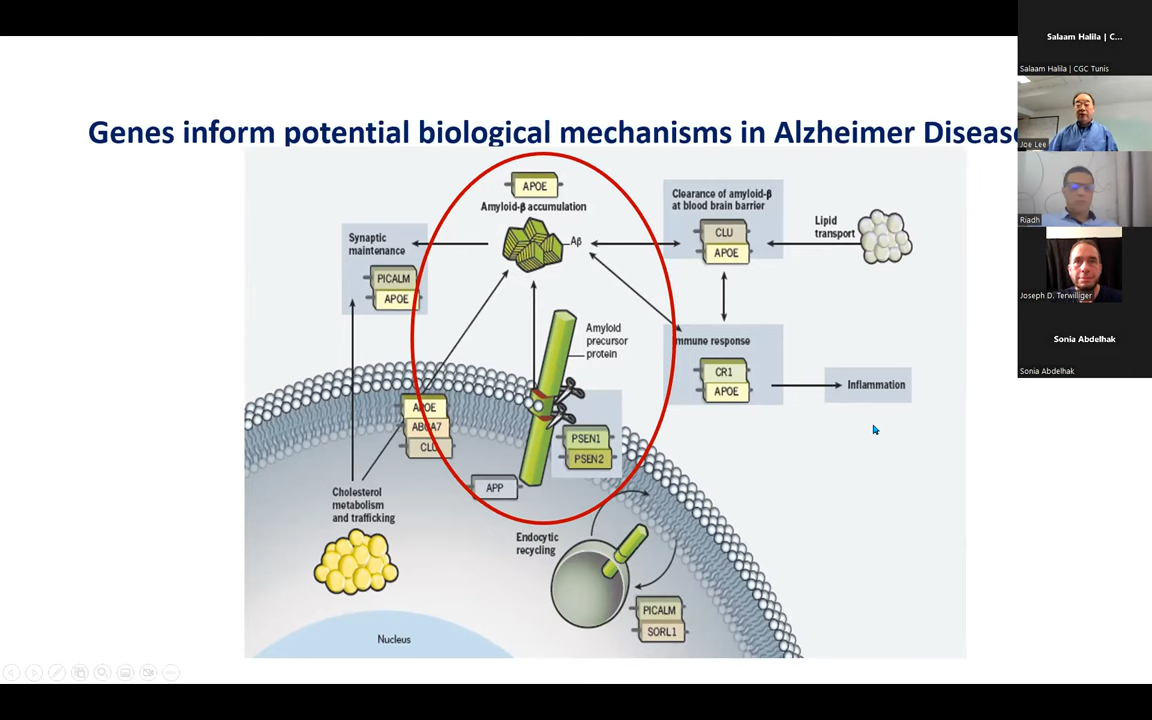 Genes inform potential biological mechanisms in Alzheimer Disease
APOE
Amyloid-β accumulation
Aβ
Synaptic
maintenance
PICALM
APOE
Clearance of amyloid-β
at blood brain barrier
CLU
APOE
Lipid
transport
Amyloid
precursor
protein
Immune response
CR1
APOE
Inflammation
APOE
ABCA7
CLU
PSEN1
PSEN2
APP
Cholesterol
metabolism
and trafficking
Endocytic
recycling
PICALM
SORL1
Nucleus
Salaam Halila | C...
Salaam Halila | CGC Tunis
Joe Lee
Riadh
Joseph D. Terwilliger
Sonia Abdelhak
Sonia Abdelhak